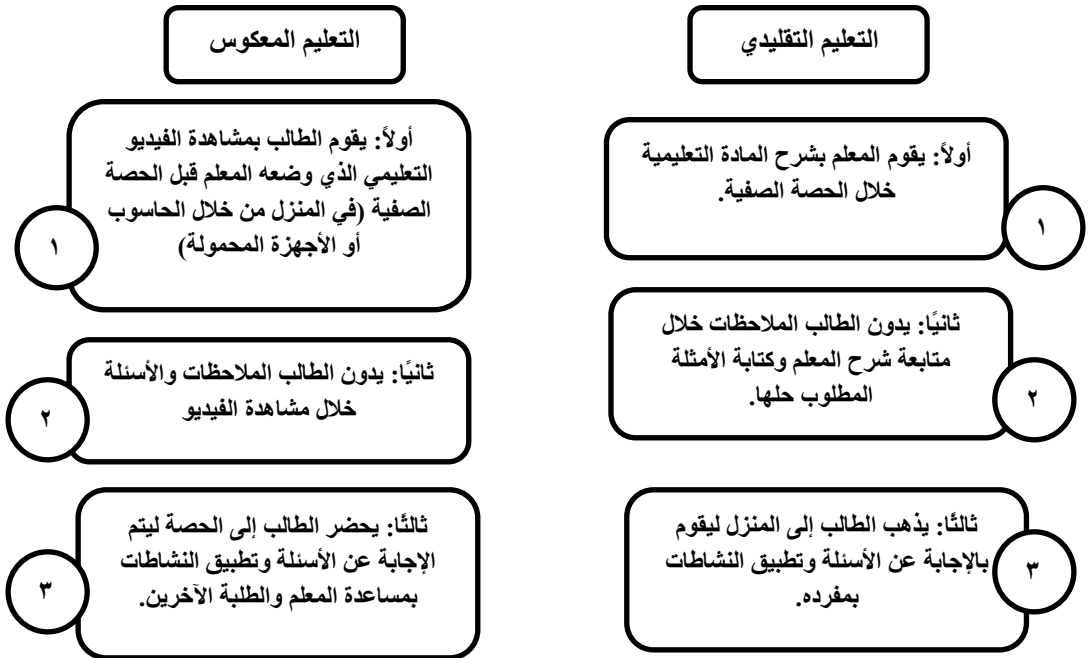 التعليم التقليدي
أولاً: يقوم المعلم بشرح المادة التعليمية
خلال الحصة الصفية.
١
ثانيًا: يدون الطالب الملاحظات خلال
متابعة شرح المعلم وكتابة الأمثلة
المطلوب حلها.
٢
ثالثًا: يذهب الطالب إلى المنزل ليقوم
بالإجابة عن الأسئلة وتطبيق النشاطات
بمفرده.
٣
التعليم المعكوس
أولاً: يقوم الطالب بمشاهدة الفيديو
التعليمي الذي وضعه المعلم قبل الحصة
الصفية (في المنزل من خلال الحاسوب
أو الأجهزة المحمولة)
١
ثانيًا: يدون الطالب الملاحظات والأسئلة
خلال مشاهدة الفيديو
٢
ثالثًا: يحضر الطالب إلى الحصة ليتم
الإجابة عن الأسئلة وتطبيق النشاطات
بمساعدة المعلم والطلبة الآخرين.
٣